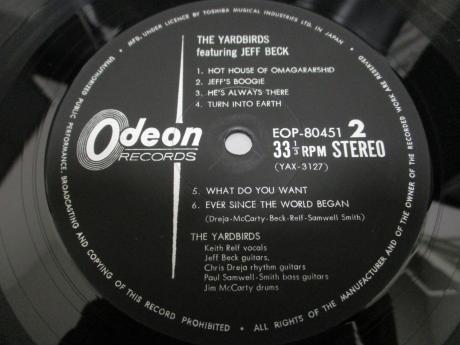 MFD. UNDER LICENCE BY TOSHIBA MUSICAL INDUSTRIES LTD. IN JAPAN •
UNAUTHORIZED PUBLIC PERFORMANCE, BROADCASTING AND COPYING OF THIS RECORD PROHIBITED • ALL RIGHTS OF THE MANUFACTURER AND OF THE OWNER OF THE RECORDED WORK ARE RESERVED
THE YARDBIRDS
featuring JEFF BECK
1. HOT HOUSE OF OMAGARARSHID
2. JEFF'S BOOGIE
3. HE'S ALWAYS THERE
4. TURN INTO EARTH
Odeon
RECORDS
EOP-80451 2
33 1/3 RPM STEREO
(YAX-3127)
5. WHAT DO YOU WANT
6. EVER SINCE THE WORLD BEGAN
(Dreja-McCarty-Beck-Relf-Samwell Smith)
THE YARDBIRDS
Keith Relf vocals
Jeff Beck guitars,
Chris Dreja rhythm guitars
Paul Samwell-Smith bass guitars
Jim McCarty drums